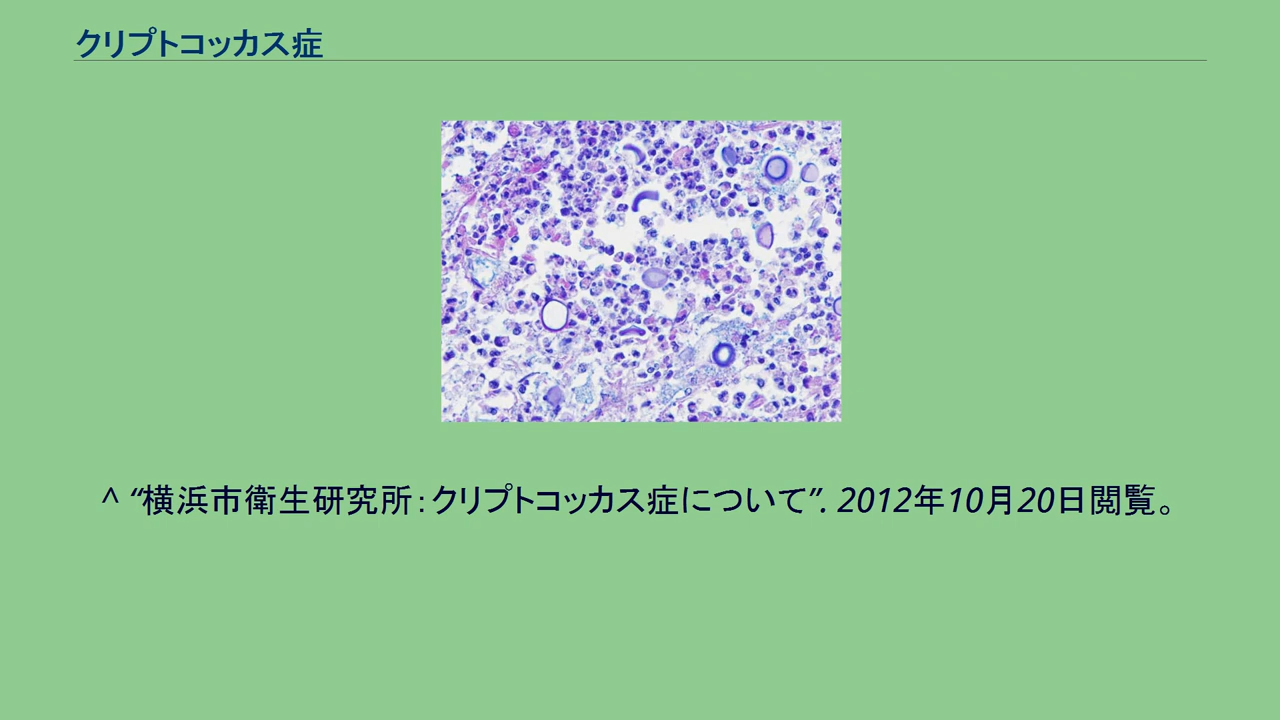 クリプトコッカス症
^ “横浜市衛生研究所：クリプトコッカス症について”. 2012年10月20日閲覧。